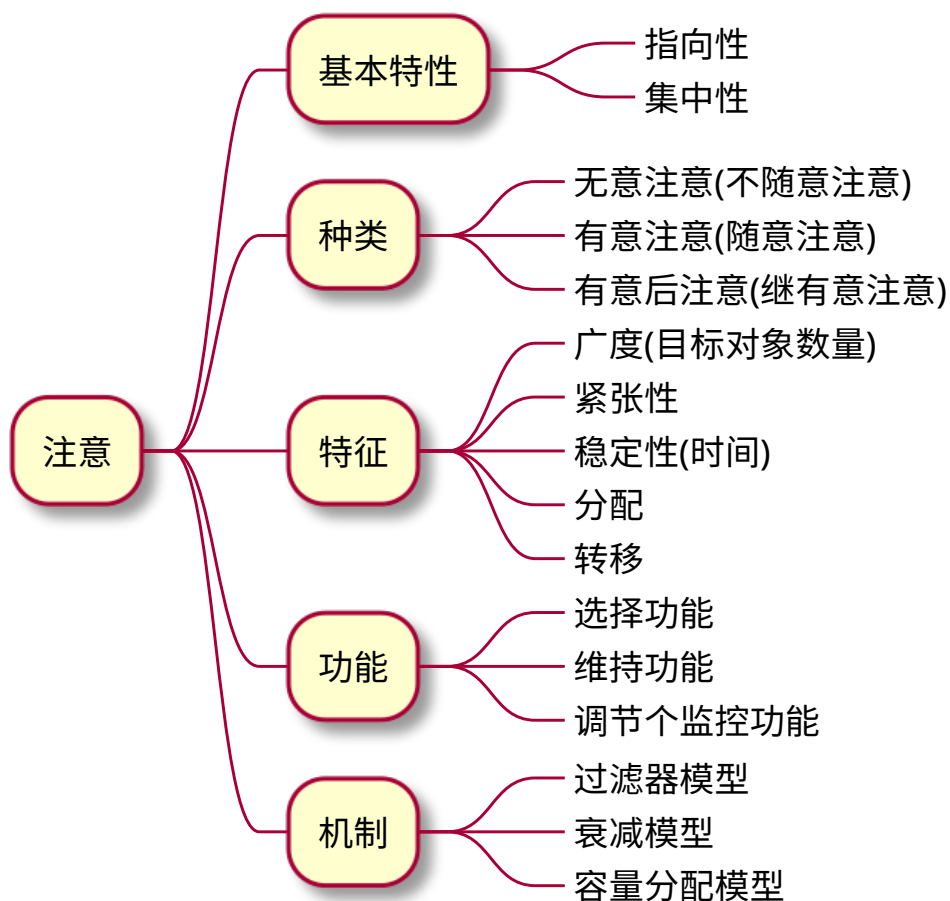 注意
基本特性
指向性
集中性
种类
无意注意(不随意注意)
有意注意(随意注意)
有意后注意(继有意注意)
特征
广度(目标对象数量)
紧张性
稳定性(时间)
分配
转移
功能
选择功能
维持功能
调节个监控功能
机制
过滤器模型
衰减模型
容量分配模型